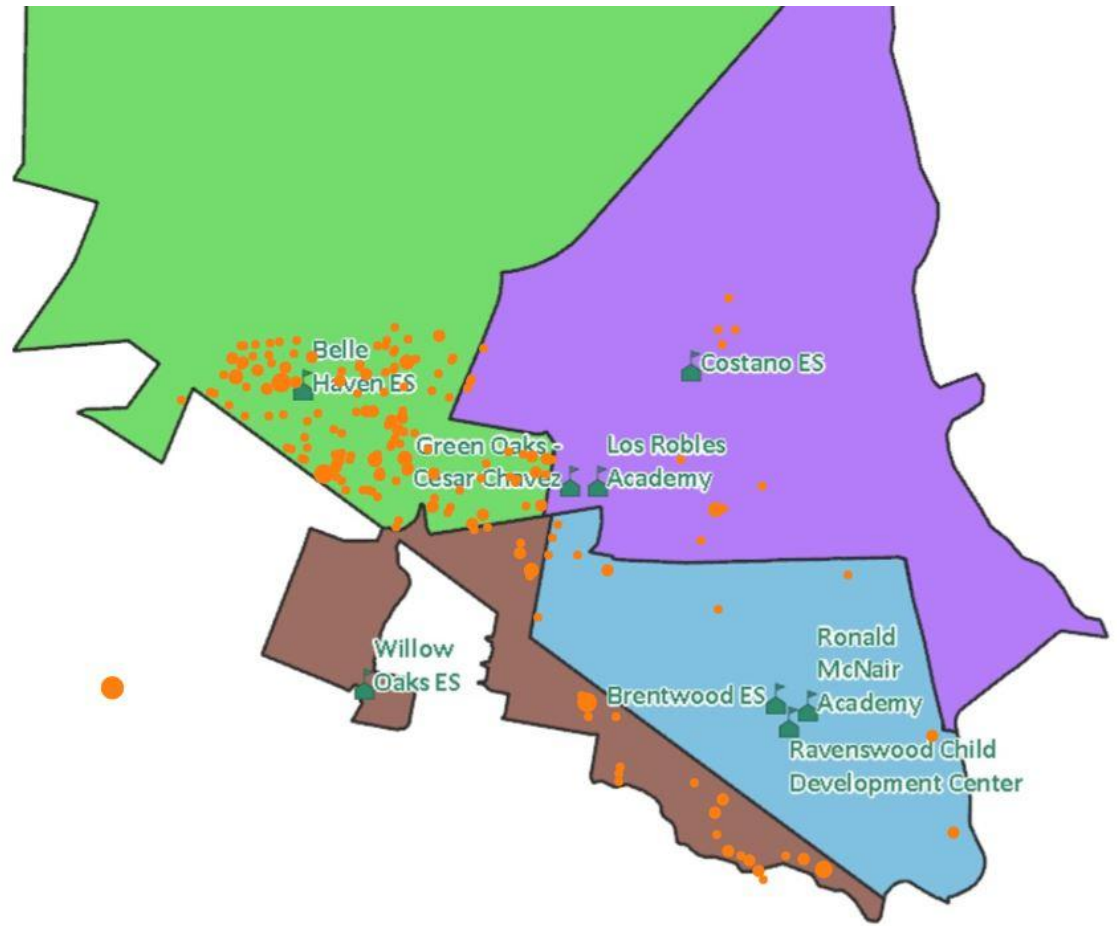 Belle
Haven ES
Costano ES
Green Oaks -
Cesar Chavez
Los Robles
Academy
Willow
Oaks ES
Ronald
McNair
Academy
Brentwood ES
Ravenswood Child
Development Center